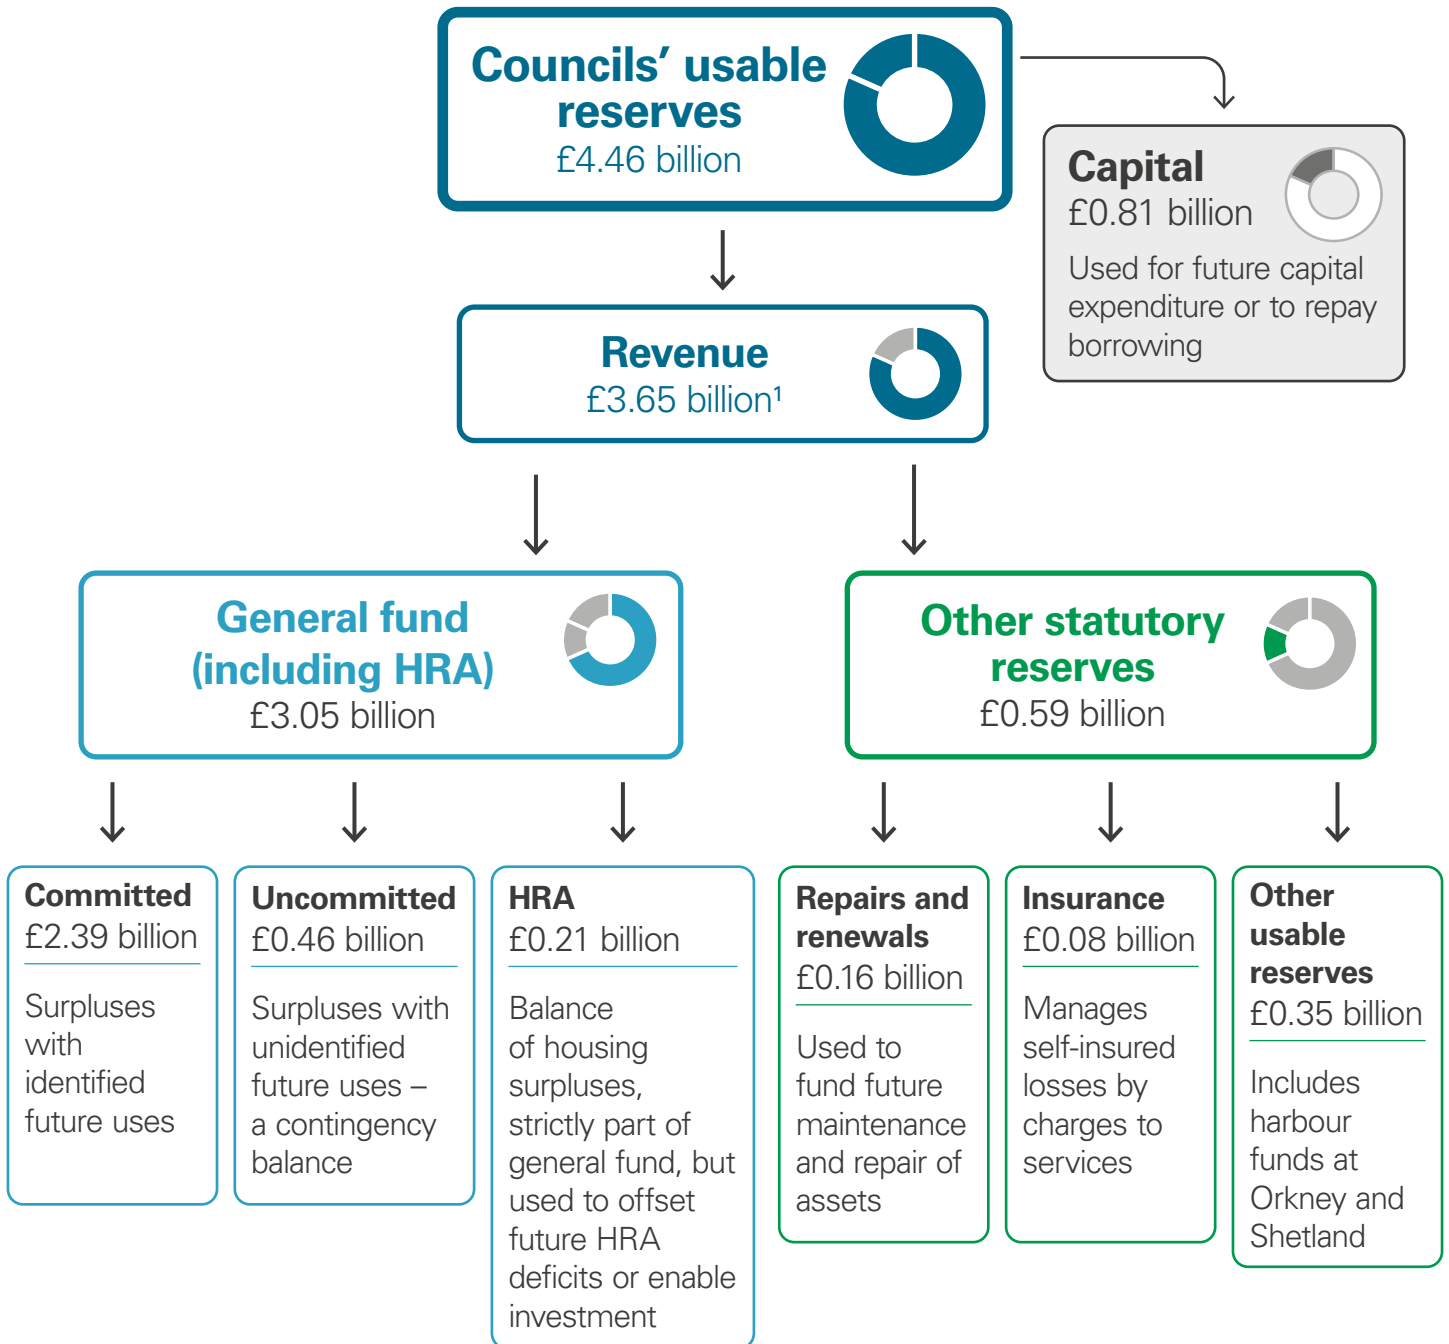 Councils’ usable
reserves
£4.46 billion
Capital
£0.81 billion
Used for future capital
expenditure or to repay
borrowing
Revenue
£3.65 billion¹
General fund
(including HRA)
£3.05 billion
Other statutory
reserves
£0.59 billion
Committed
£2.39 billion
Surpluses
with
identified
future uses
Uncommitted
£0.46 billion
Surpluses with
unidentified
future uses –
a contingency
balance
HRA
£0.21 billion
Balance
of housing
surpluses,
strictly part of
general fund, but
used to offset
future HRA
deficits or enable
investment
Repairs and
renewals
£0.16 billion
Used to
fund future
maintenance
and repair of
assets
Insurance
£0.08 billion
Manages
self-insured
losses by
charges to
services
Other
usable
reserves
£0.35 billion
Includes
harbour
funds at
Orkney and
Shetland